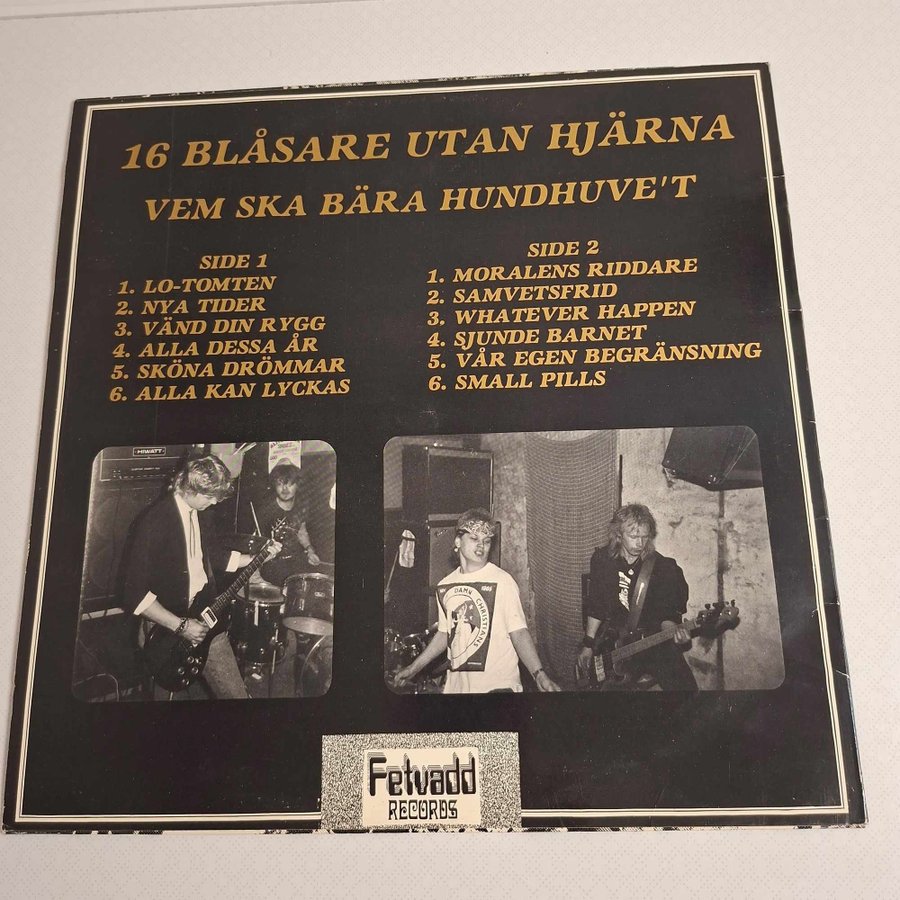 16 BLÅSARE UTAN HJÄRNA
VEM SKA BÄRA HUNDHUVE'T
SIDE 1
1. LO-TOMTEN
2. NYA TIDER
3. VÄND DIN RYGG
4. ALLA DESSA ÅR
5. SKÖNA DRÖMMAR
6. ALLA KAN LYCKAS
SIDE 2
1. MORALENS RIDDARE
2. SAMVETSFRID
3. WHATEVER HAPPEN
4. SJUNDE BARNET
5. VÅR EGEN BEGRÄNSNING
6. SMALL PILLS
HIWATT
DAMN CHRISTIANS
Fetvadd
RECORDS